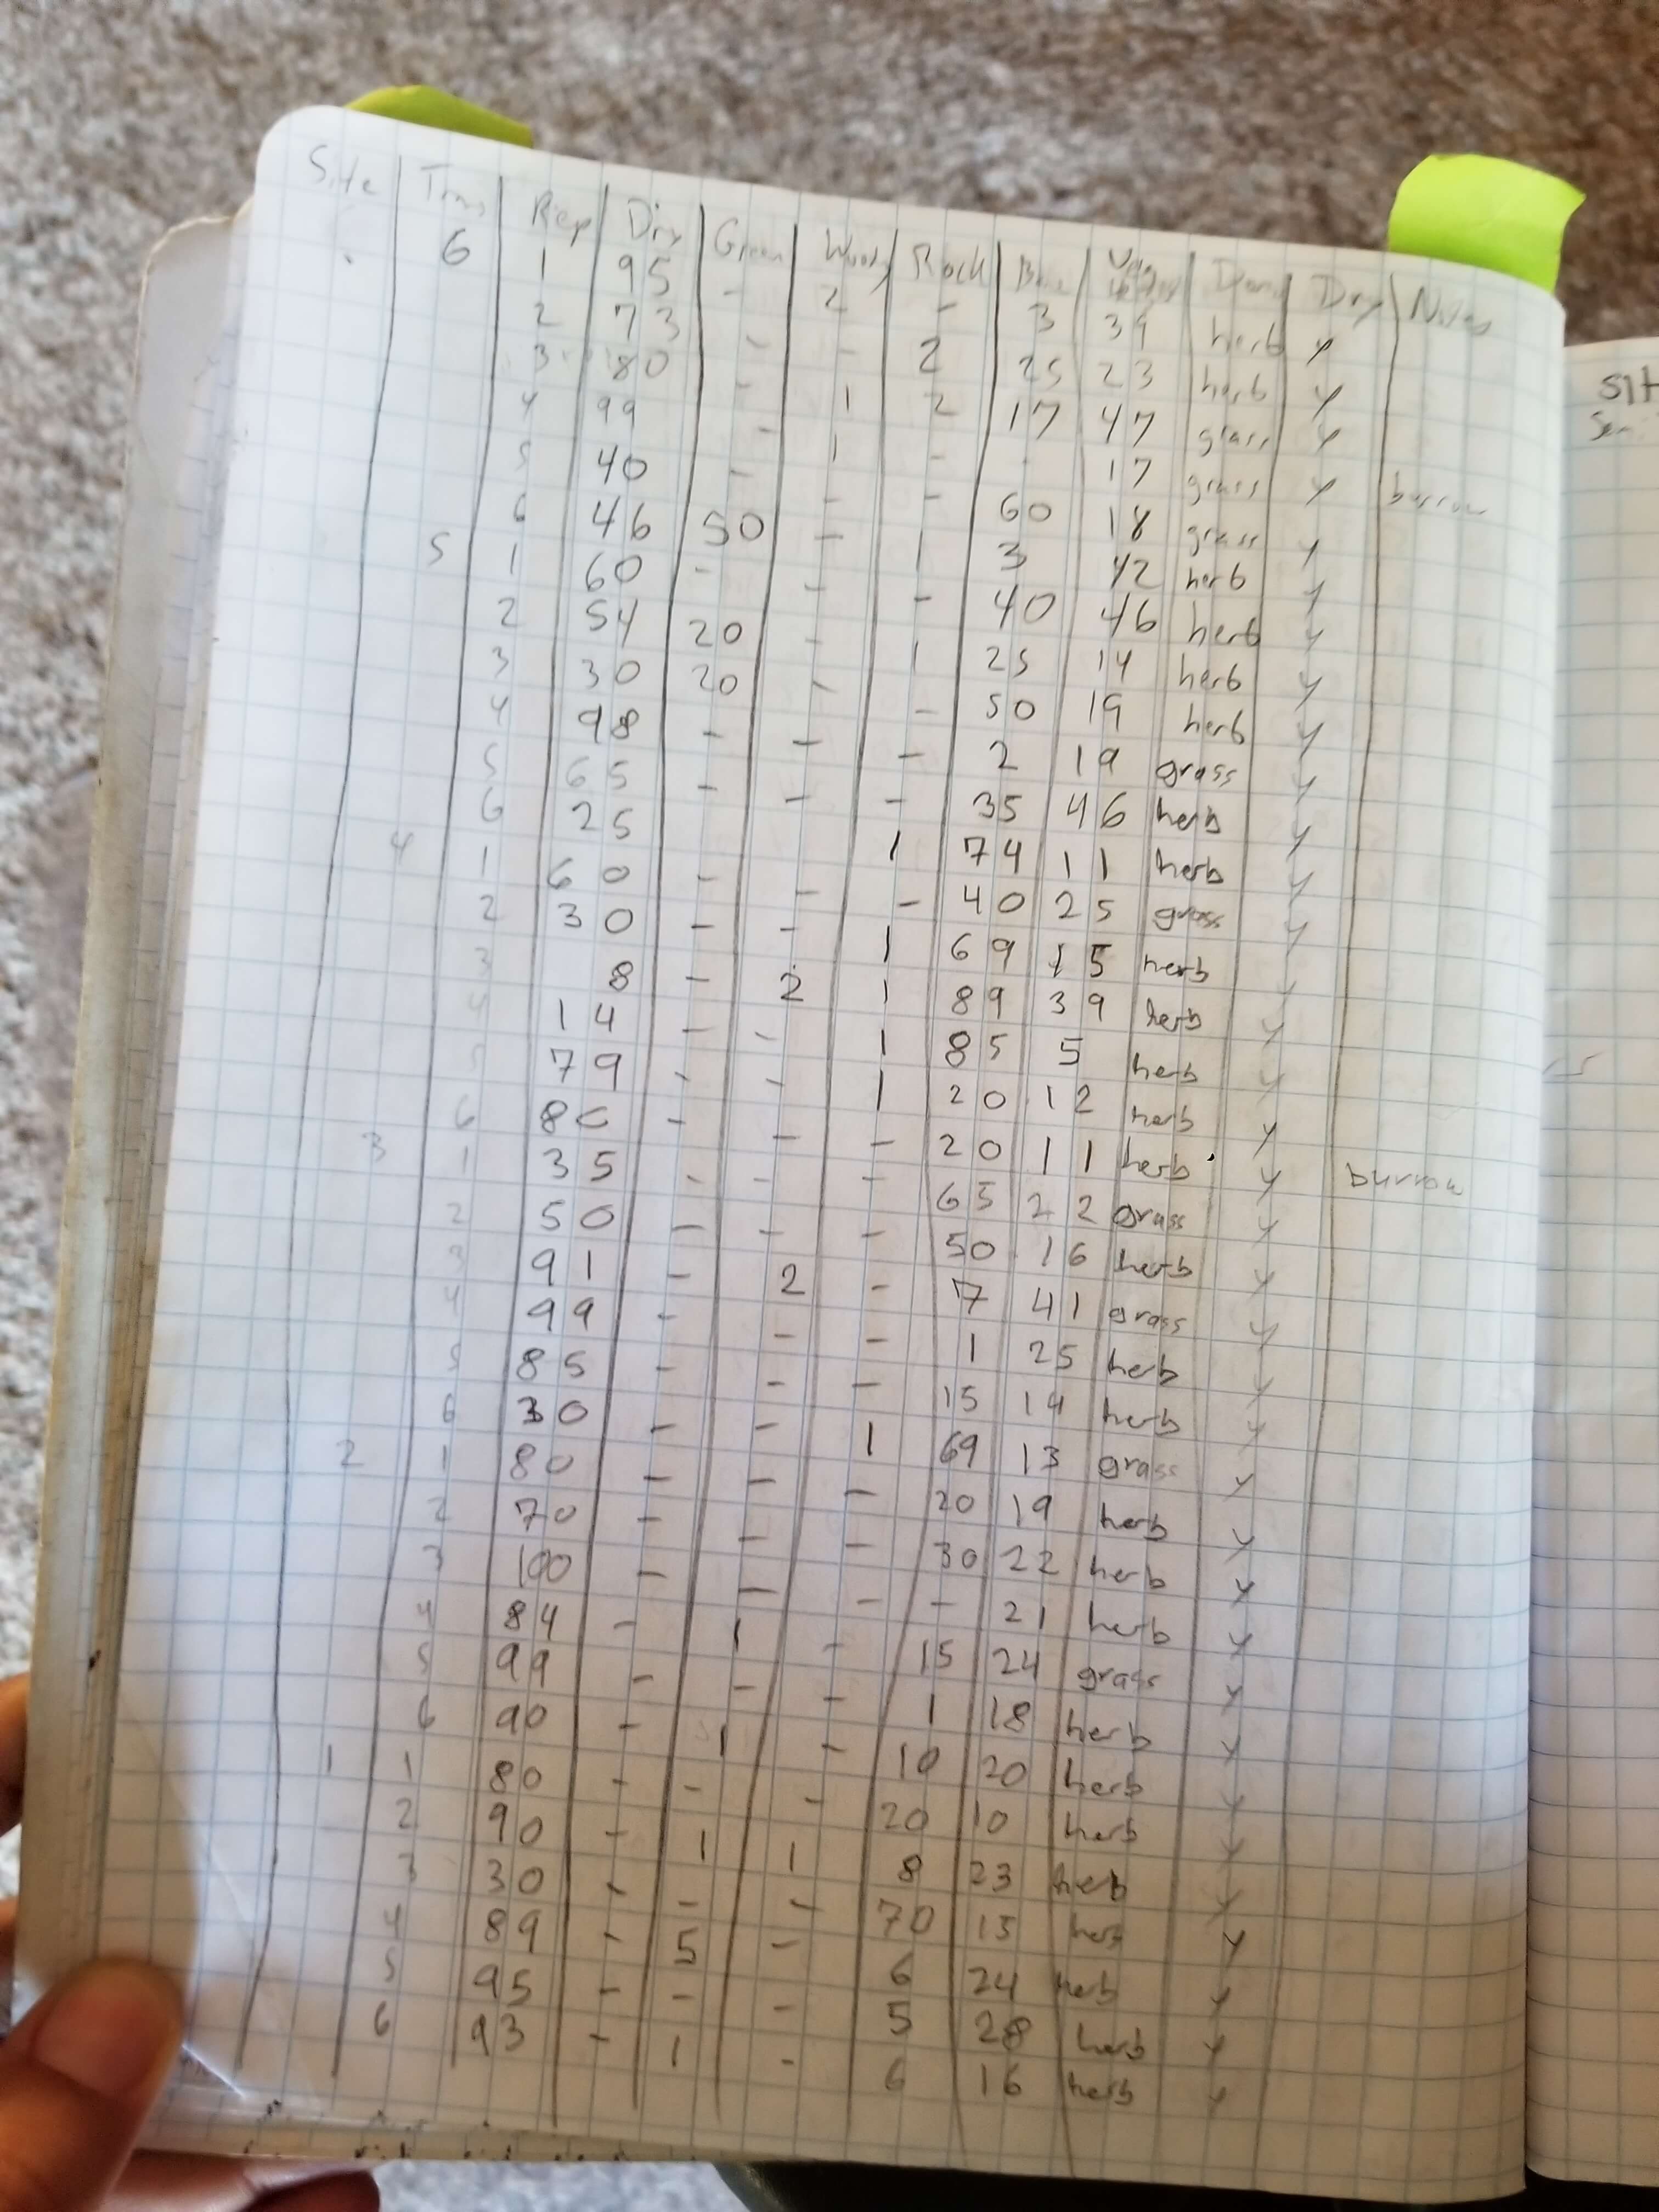 Site Trans Rep Dry Green Woody Rock Bare Veg height Dom Dry Notes
6 1 95 - 2 - 3 39 herb y
2 73 - - 2 25 23 herb y
3 80 - 1 2 17 47 grass y
4 99 - 1 - - 17 grass y burrow
5 40 - - - 60 18 grass y
6 46 50 - 1 3 42 herb y
5 1 60 - - - 40 46 herb y
2 54 20 - 1 25 14 herb y
3 30 20 - - 50 19 herb y
4 98 - - - 2 19 grass y
5 65 - - - 35 46 herb y
6 25 - - 1 74 11 herb y
4 1 60 - - - 40 25 grass y
2 30 - - 1 69 15 herb y
3 8 - 2 1 89 39 herb y
4 14 - - 1 85 5 herb y
5 79 - - 1 20 12 herb y
6 80 - - - 20 11 herb y burrow
3 1 35 - - - 65 22 grass y
2 50 - - - 50 16 herb y
3 91 - 2 - 7 41 grass y
4 99 - - - 1 25 herb y
5 85 - - - 15 14 herb y
6 30 - - 1 69 13 grass y
2 1 80 - - - 20 19 herb y
2 70 - - - 30 22 herb y
3 100 - - - - 21 herb y
4 84 - 1 - 15 24 grass y
5 99 - - - 1 18 herb y
6 90 - 1 - 10 20 herb y
1 1 80 - - - 20 10 herb y
2 90 - 1 1 8 23 herb y
3 30 - - - 70 15 herb y
4 89 - 5 - 6 24 herb y
5 95 - - - 5 28 herb y
6 93 - 1 - 6 16 herb y